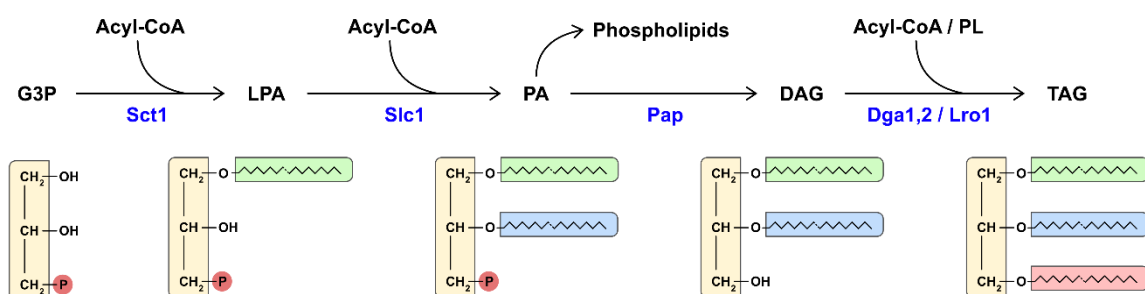 Acyl-CoA
Acyl-CoA
Phospholipids
Acyl-CoA / PL
G3P
LPA
PA
DAG
TAG
Sct1
Slc1
Pap
Dga1,2 / Lro1
CH2-OH
CH-OH
CH2-P
CH2-O
CH-OH
CH2-P
CH2-O
CH-O
CH2-P
CH2-O
CH-O
CH2-OH
CH2-O
CH-O
CH2-O